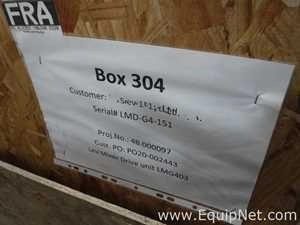 FRA
Box 304
Customer:
Serial# LMD-G4-151
Proj.No.: 48.000097
Cust. PO: PO20-002443
Mixer Drive unit LMG403
www.EquipNet.com